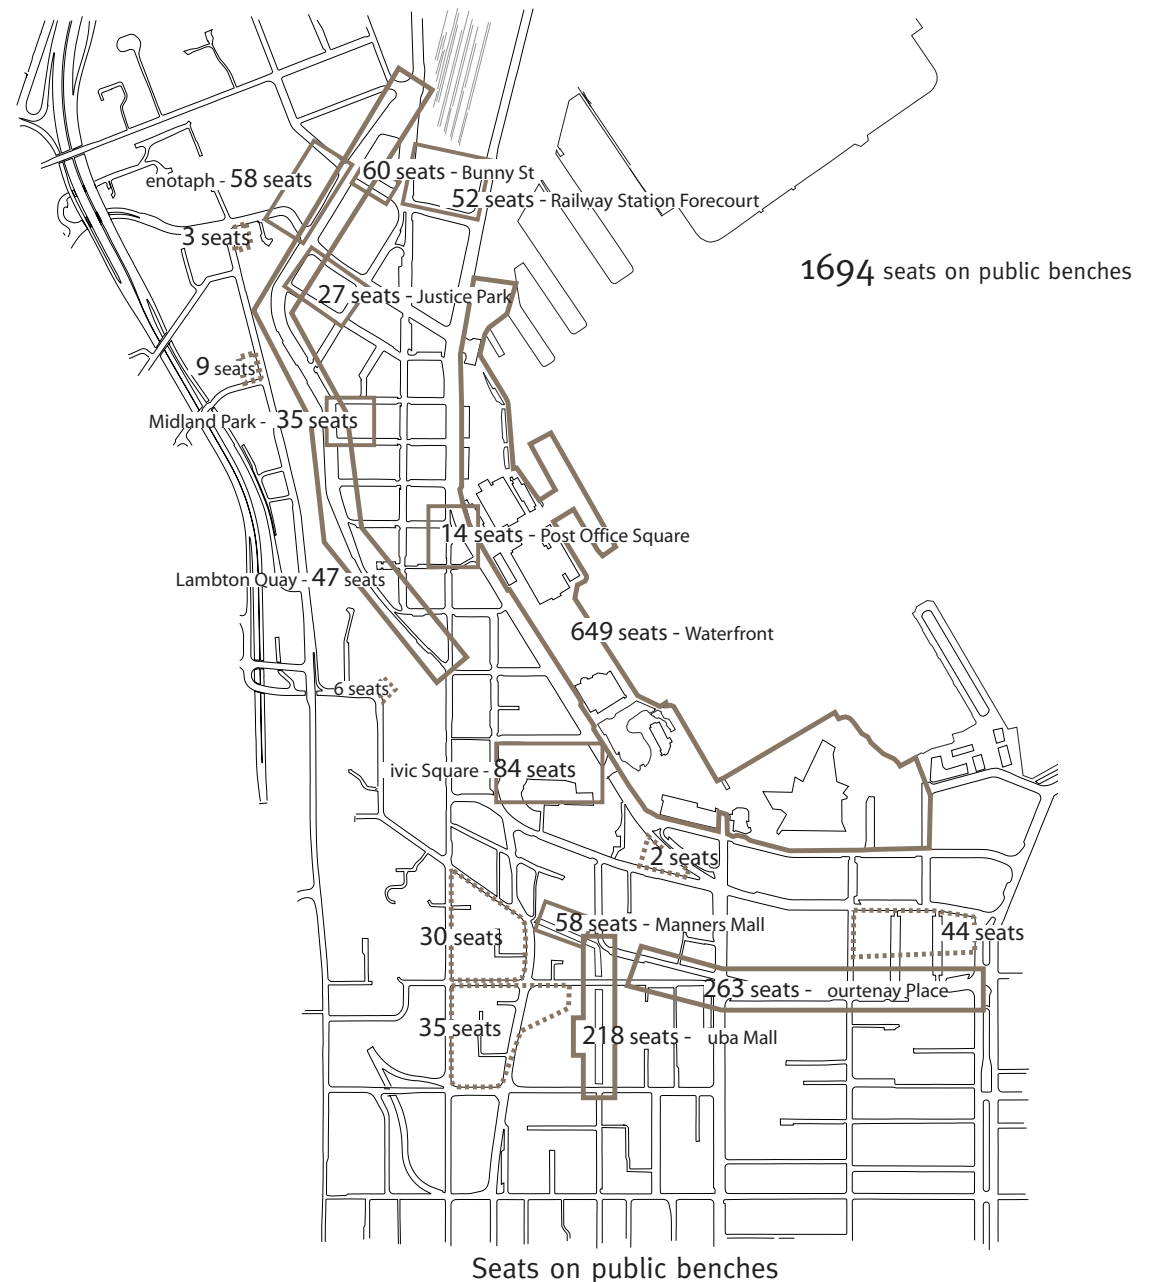 60 seats - Bunny St
enotaph - 58 seats
52 seats - Railway Station Forecourt
3 seats
1694 seats on public benches
27 seats - Justice Park
9 seats
Midland Park - 35 seats
14 seats - Post Office Square
Lambton Quay - 47 seats
649 seats - Waterfront
6 seats
ivic Square - 84 seats
2 seats
58 seats - Manners Mall
30 seats
44 seats
263 seats - ourtenay Place
35 seats
218 seats - uba Mall
Seats on public benches